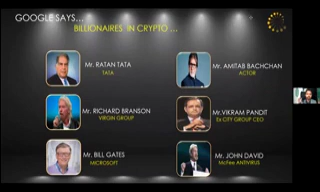 GOOGLE SAYS...
BILLIONAIRES IN CRYPTO ...
Mr. RATAN TATA
TATA
Mr. AMITAB BACHCHAN
ACTOR
Mr. RICHARD BRANSON
VIRGIN GROUP
Mr.VIKRAM PANDIT
Ex CITY GROUP CEO
Mr. BILL GATES
MICROSOFT
Mr. JOHN DAVID
McFee ANTIVIRUS